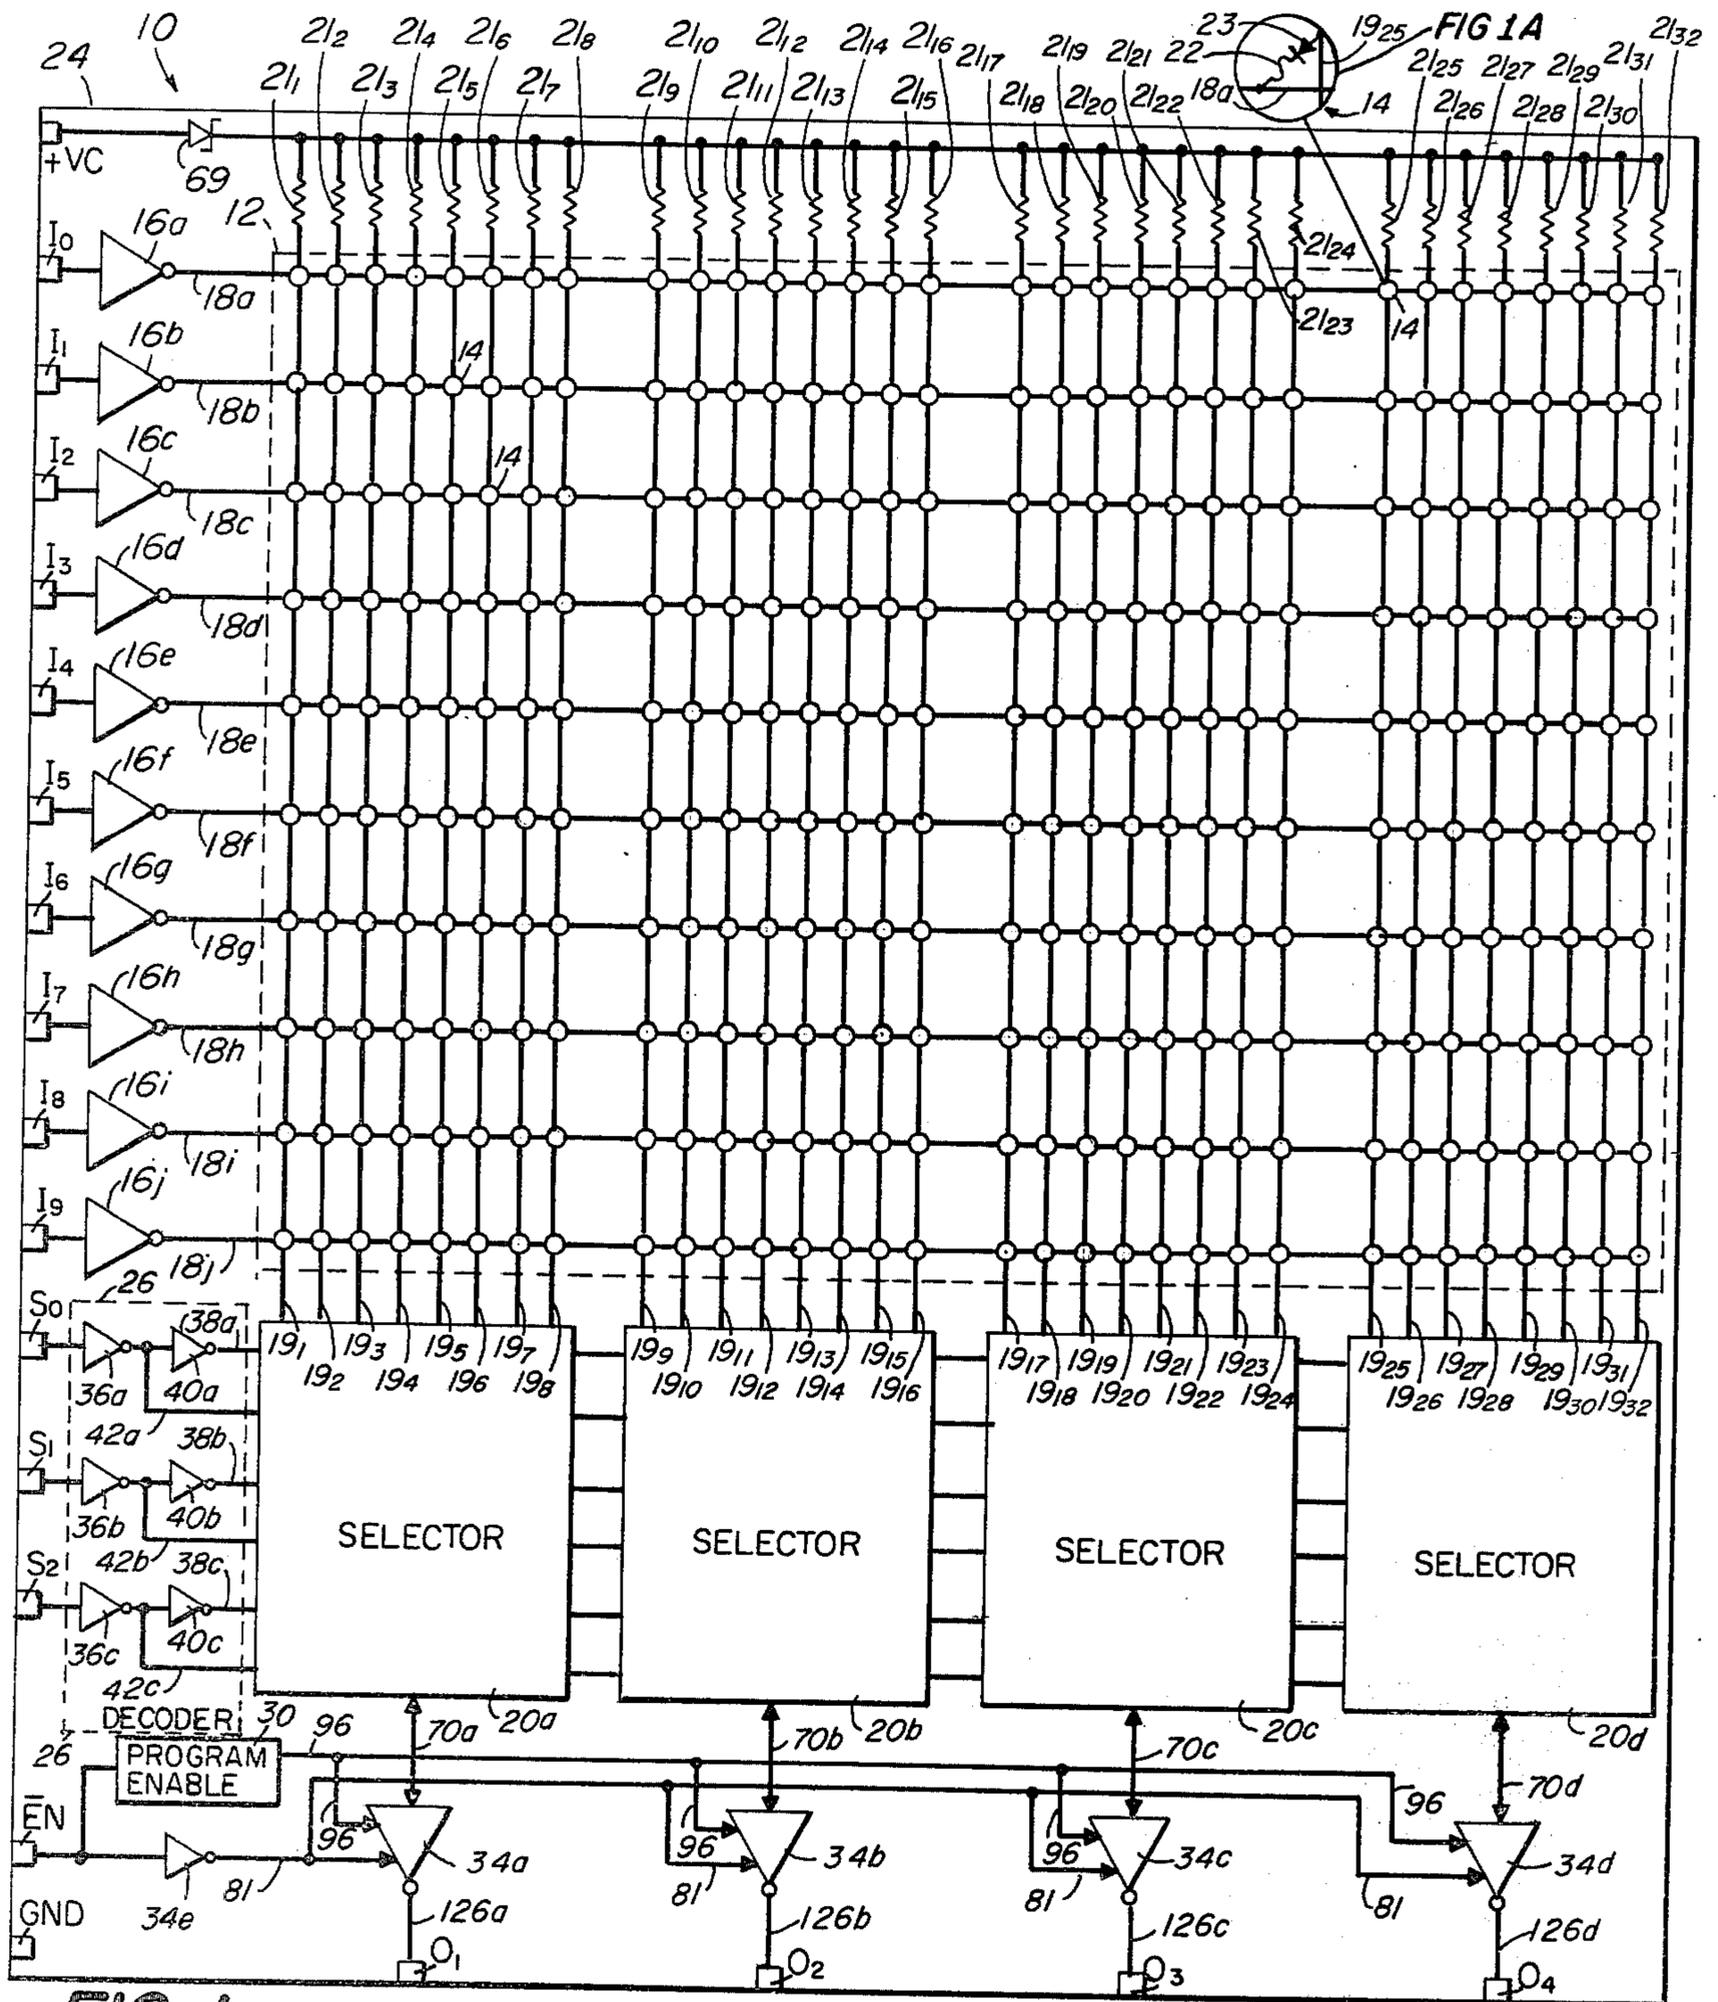 10 21₂ 21₄ 21₆ 21₈ 21₁₀ 21₁₂ 21₁₄ 21₁₆ 23 19₂₅ FIG 1A 21₃₂
24 21₁ 21₃ 21₅ 21₇ 21₉ 21₁₁ 21₁₃ 21₁₅ 21₁₇ 21₁₉ 21₂₁ 22 21₂₅ 21₂₇ 21₂₉ 21₃₁
21₁₈ 21₂₀ 21₂₂ 18a 14 21₂₆ 21₂₈ 21₃₀
+VC 69
12
I₀ 16a 18a 21₂₄
21₂₃ 14
I₁ 16b 18b 14
I₂ 16c 18c 14
I₃ 16d 18d
I₄ 16e 18e
I₅ 16f 18f
I₆ 16g 18g
I₇ 16h 18h
I₈ 16i 18i
I₉ 16j 18j
26
S₀ 38a 19₁ 19₃ 19₅ 19₇ 19₉ 19₁₁ 19₁₃ 19₁₅ 19₁₇ 19₁₉ 19₂₁ 19₂₃ 19₂₅ 19₂₇ 19₂₉ 19₃₁
36a 40a 19₂ 19₄ 19₆ 19₈ 19₁₀ 19₁₂ 19₁₄ 19₁₆ 19₁₈ 19₂₀ 19₂₂ 19₂₄ 19₂₆ 19₂₈ 19₃₀ 19₃₂
42a 38b
S₁
36b 40b
SELECTOR SELECTOR SELECTOR SELECTOR
42b 38c
S₂
36c 40c
42c
DECODER 30 96 70a 20a 70b 20b 70c 20c 70d 20d
26 PROGRAM
ENABLE
EN̅ 96 96 96 96
34a 34b 34c 34d
34e 81 81 81 81
GND 126a 126b 126c 126d
O₁ O₂ O₃ O₄